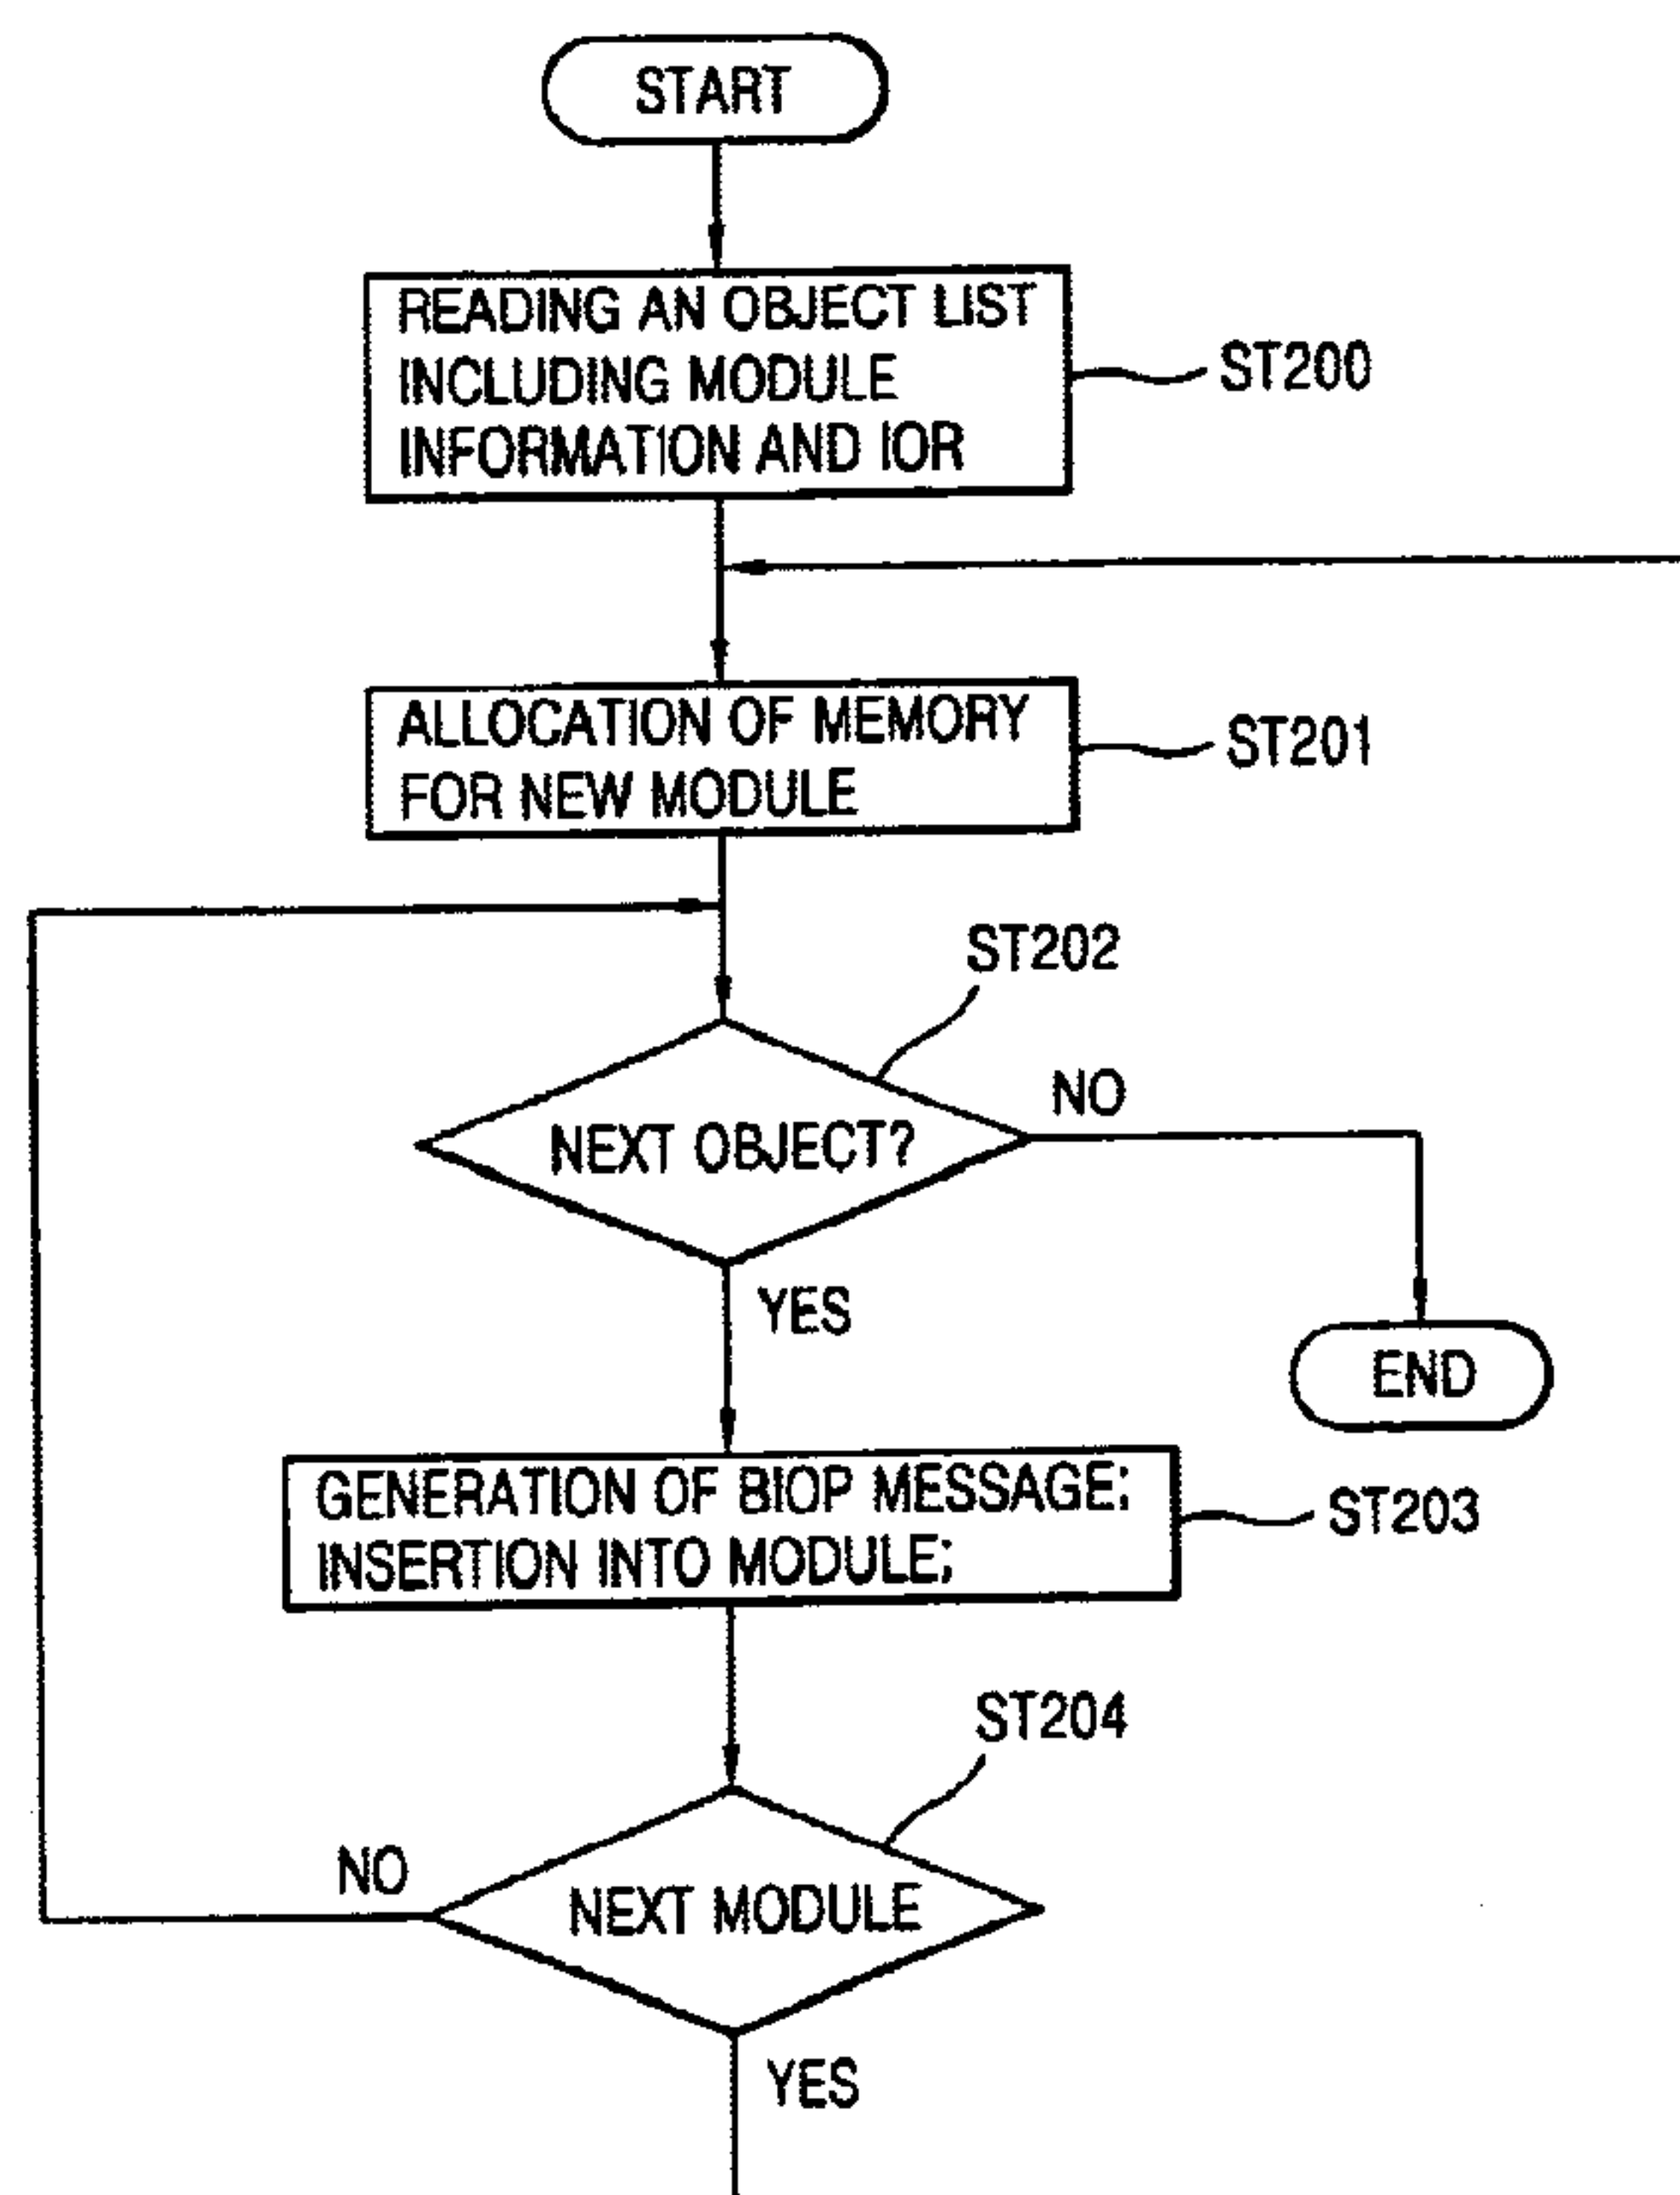 START
READING AN OBJECT LIST
INCLUDING MODULE
INFORMATION AND IOR
ST200
ALLOCATION OF MEMORY
FOR NEW MODULE
ST201
ST202
NEXT OBJECT?
NO
YES
END
GENERATION OF BIOP MESSAGE;
INSERTION INTO MODULE;
ST203
ST204
NEXT MODULE
NO
YES